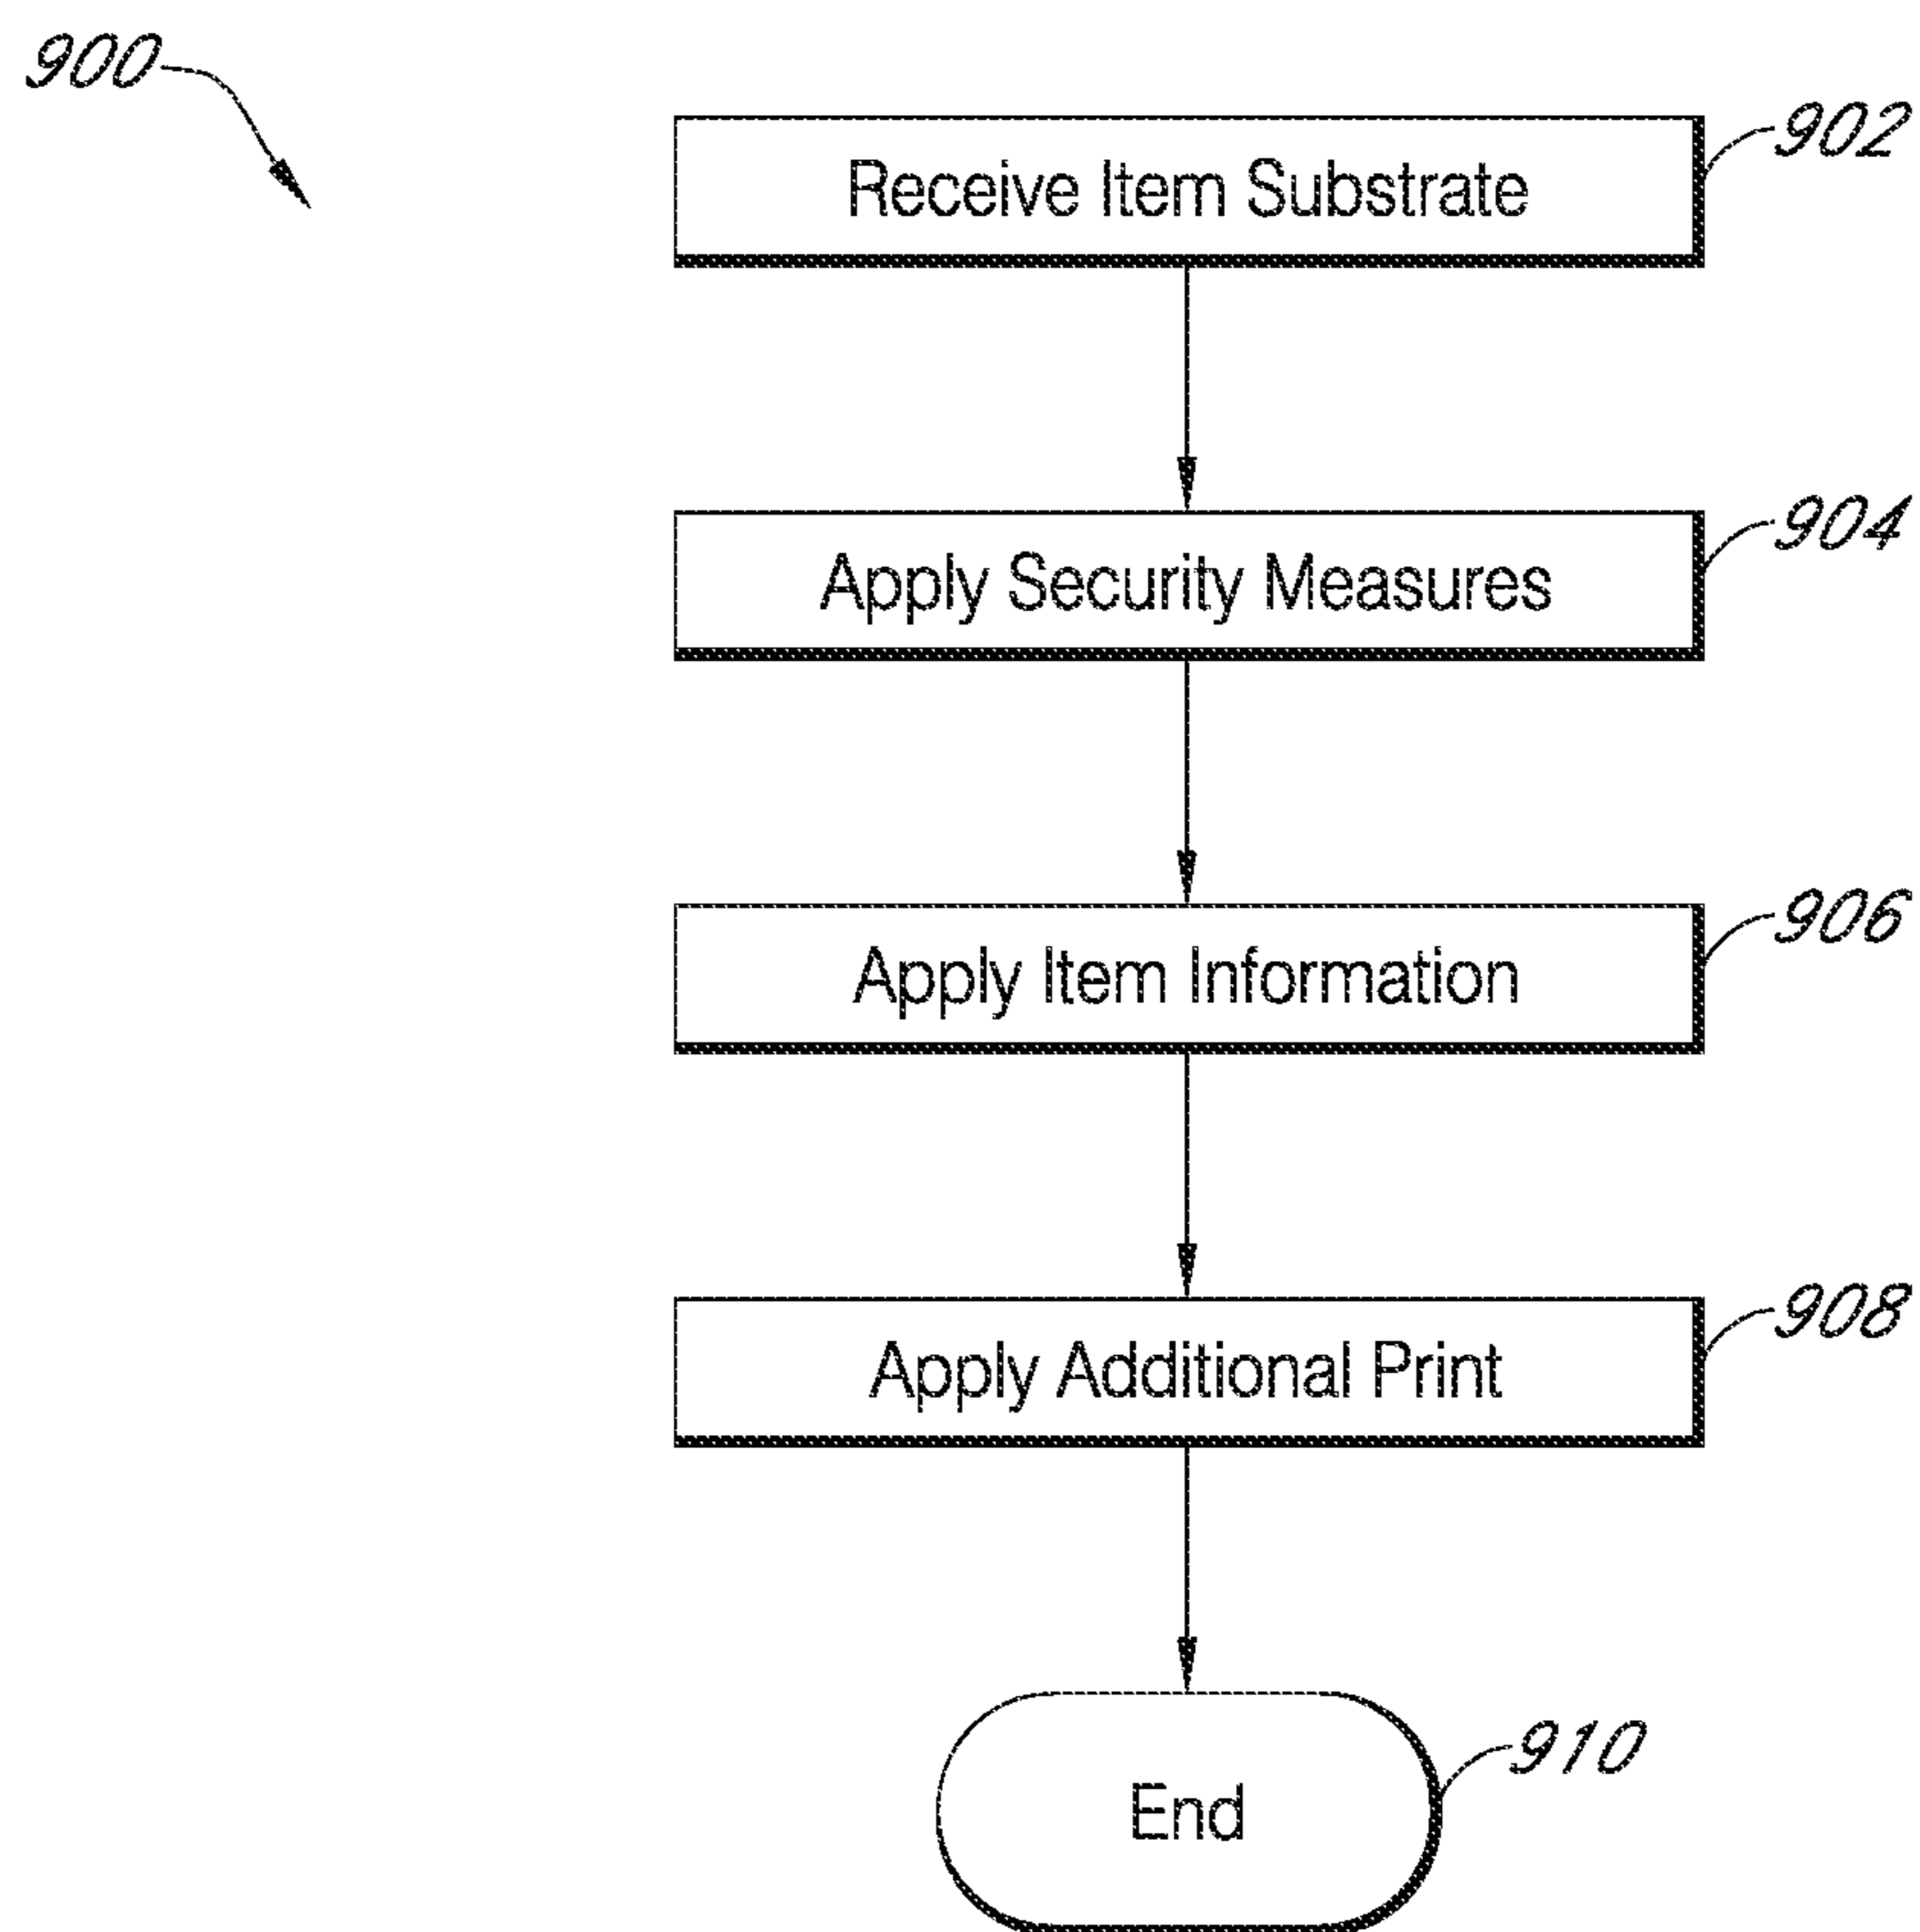 900
Receive Item Substrate
902
Apply Security Measures
904
Apply Item Information
906
Apply Additional Print
908
End
910